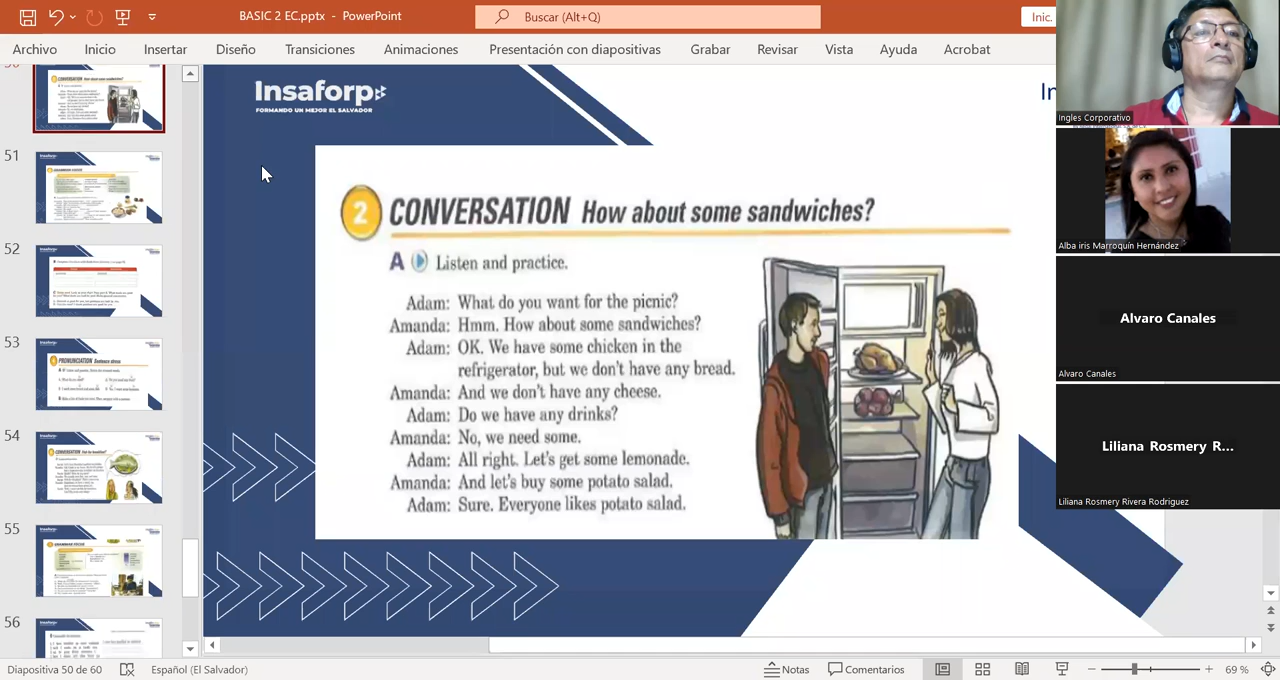 BASIC 2 EC.pptx - PowerPoint
Buscar (Alt+Q)
Inic.
Archivo Inicio Insertar Diseño Transiciones Animaciones Presentación con diapositivas Grabar Revisar Vista Ayuda Acrobat
51
52
53
54
55
56
Insaforp
FORMANDO UN MEJOR EL SALVADOR
2 CONVERSATION How about some sandwiches?
A Listen and practice.
Adam: What do you want for the picnic?
Amanda: Hmm. How about some sandwiches?
Adam: OK. We have some chicken in the
refrigerator, but we don't have any bread.
Amanda: And we don't have any cheese.
Adam: Do we have any drinks?
Amanda: No, we need some.
Adam: All right. Let's get some lemonade.
Amanda: And let's buy some potato salad.
Adam: Sure. Everyone likes potato salad.
Ingles Corporativo
Alba iris Marroquín Hernández
Alvaro Canales
Alvaro Canales
Liliana Rosmery R...
Liliana Rosmery Rivera Rodriguez
Diapositiva 50 de 60 Español (El Salvador) Notas Comentarios 69 %